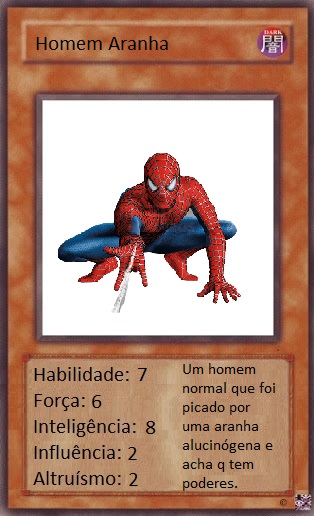 Homem Aranha
DARK
闇
Habilidade: 7
Força: 6
Inteligência: 8
Influência: 2
Altruísmo: 2
Um homem
normal que foi
picado por
uma aranha
alucinógena e
acha q tem
poderes.
©